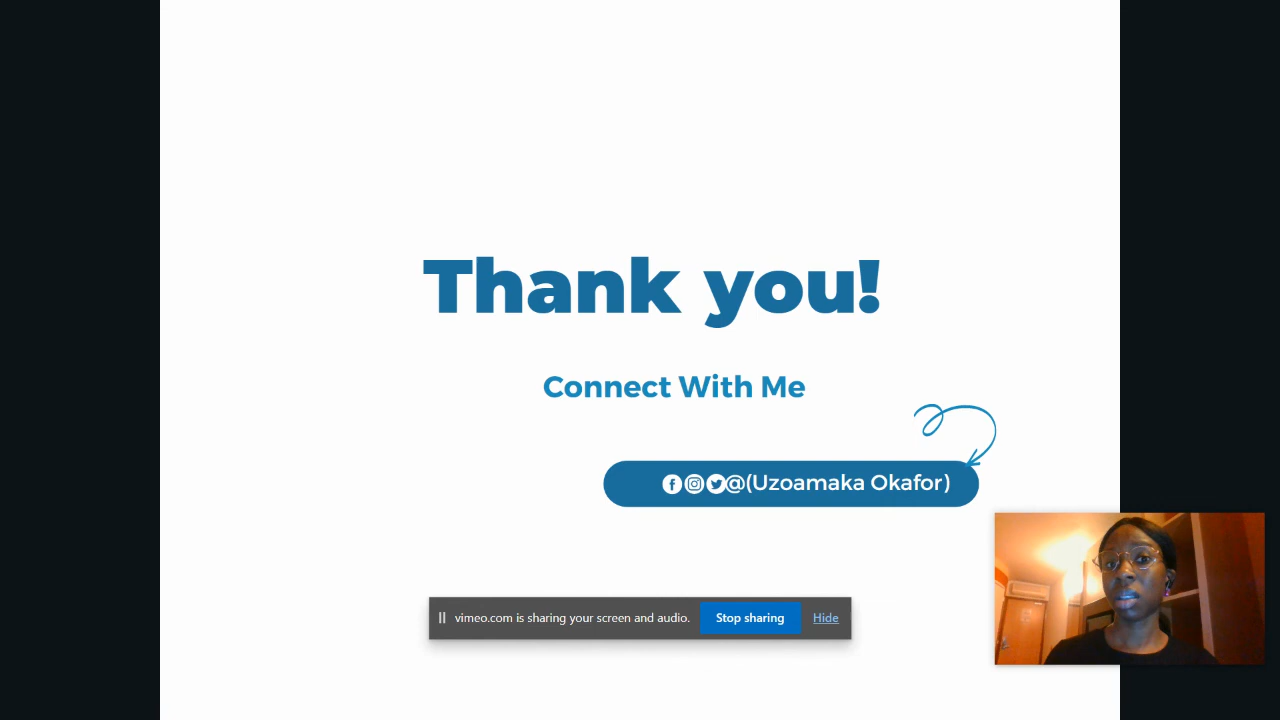 Thank you!
Connect With Me
@(Uzoamaka Okafor)
vimeo.com is sharing your screen and audio. Stop sharing Hide